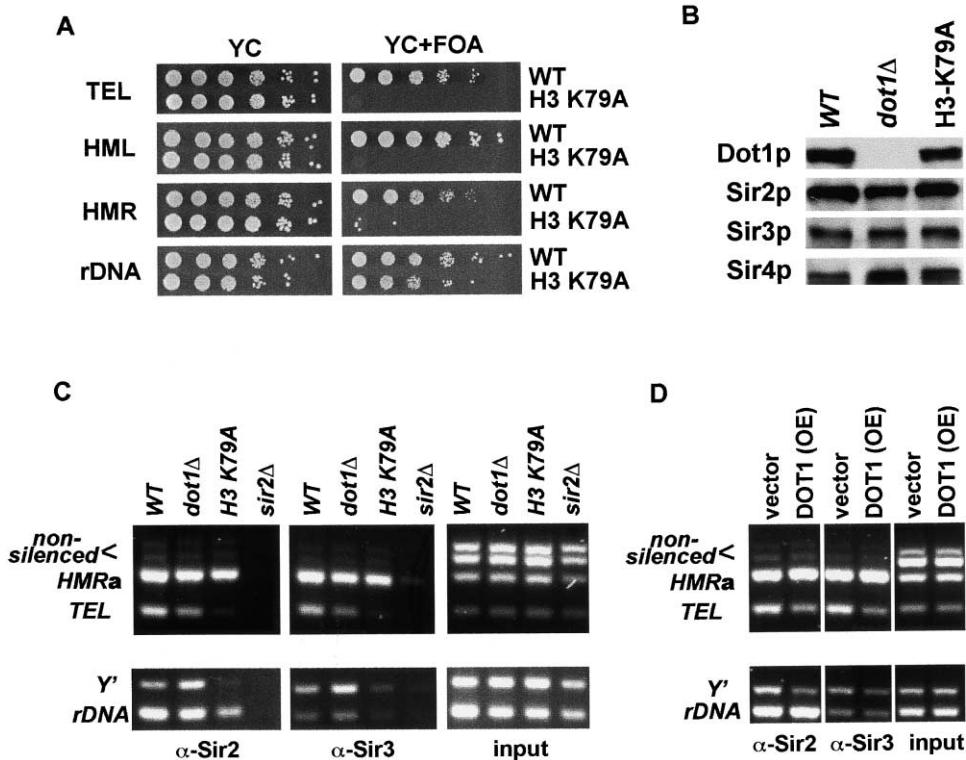 A
YC
YC+FOA
TEL
WT
H3 K79A
HML
WT
H3 K79A
HMR
WT
H3 K79A
rDNA
WT
H3 K79A
B
WT
dot1Δ
H3-K79A
Dot1p
Sir2p
Sir3p
Sir4p
C
WT
dot1Δ
H3 K79A
sir2Δ
WT
dot1Δ
H3 K79A
sir2Δ
WT
dot1Δ
H3 K79A
sir2Δ
non-
silenced<
HMRa
TEL
Y'
rDNA
α-Sir2
α-Sir3
input
D
vector
DOT1 (OE)
vector
DOT1 (OE)
vector
DOT1 (OE)
non-
silenced<
HMRa
TEL
Y'
rDNA
α-Sir2
α-Sir3
input